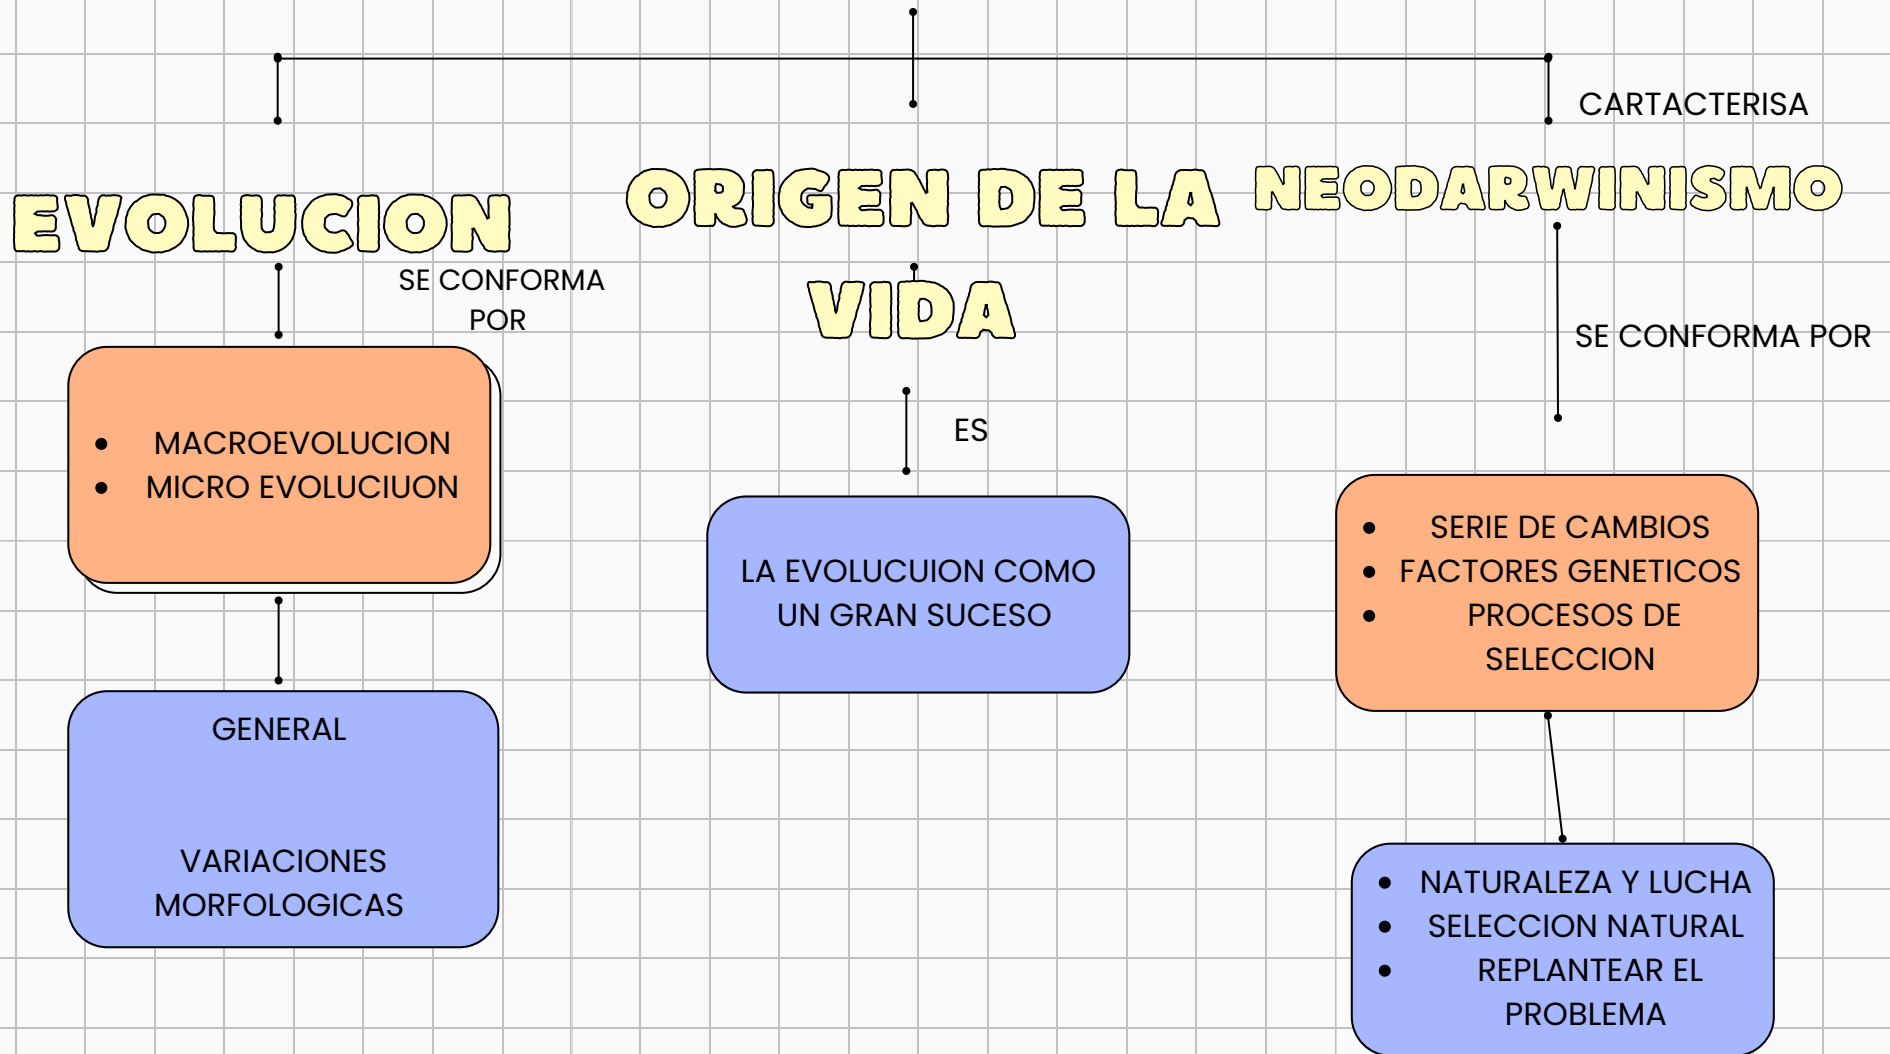 CARTACTERISA
EVOLUCION
SE CONFORMA
POR
• MACROEVOLUCION
• MICRO EVOLUCIUON
GENERAL
VARIACIONES
MORFOLOGICAS
ORIGEN DE LA
VIDA
ES
LA EVOLUCUION COMO
UN GRAN SUCESO
NEODARWINISMO
SE CONFORMA POR
• SERIE DE CAMBIOS
• FACTORES GENETICOS
• PROCESOS DE
SELECCION
• NATURALEZA Y LUCHA
• SELECCION NATURAL
• REPLANTEAR EL
PROBLEMA